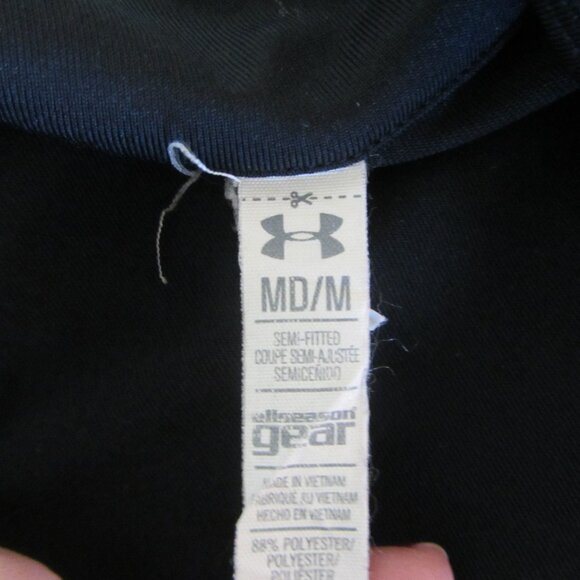 MD/M
SEMI-FITTED
COUPE SEMI-AJUSTÉE
SEMICEÑIDO
allseason
gear
MADE IN VIETNAM
FABRIQUÉ AU VIETNAM
HECHO EN VIETNAM
88% POLYESTER/
POLYESTER/